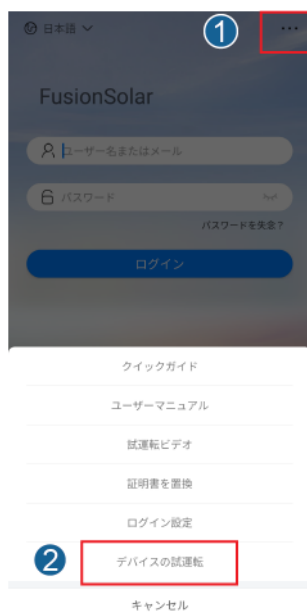 日本語
1
...
FusionSolar
ユーザー名またはメール
パスワード
パスワードを失念？
ログイン
クイックガイド
ユーザーマニュアル
試運転ビデオ
証明書を置換
ログイン設定
2 デバイスの試運転
キャンセル